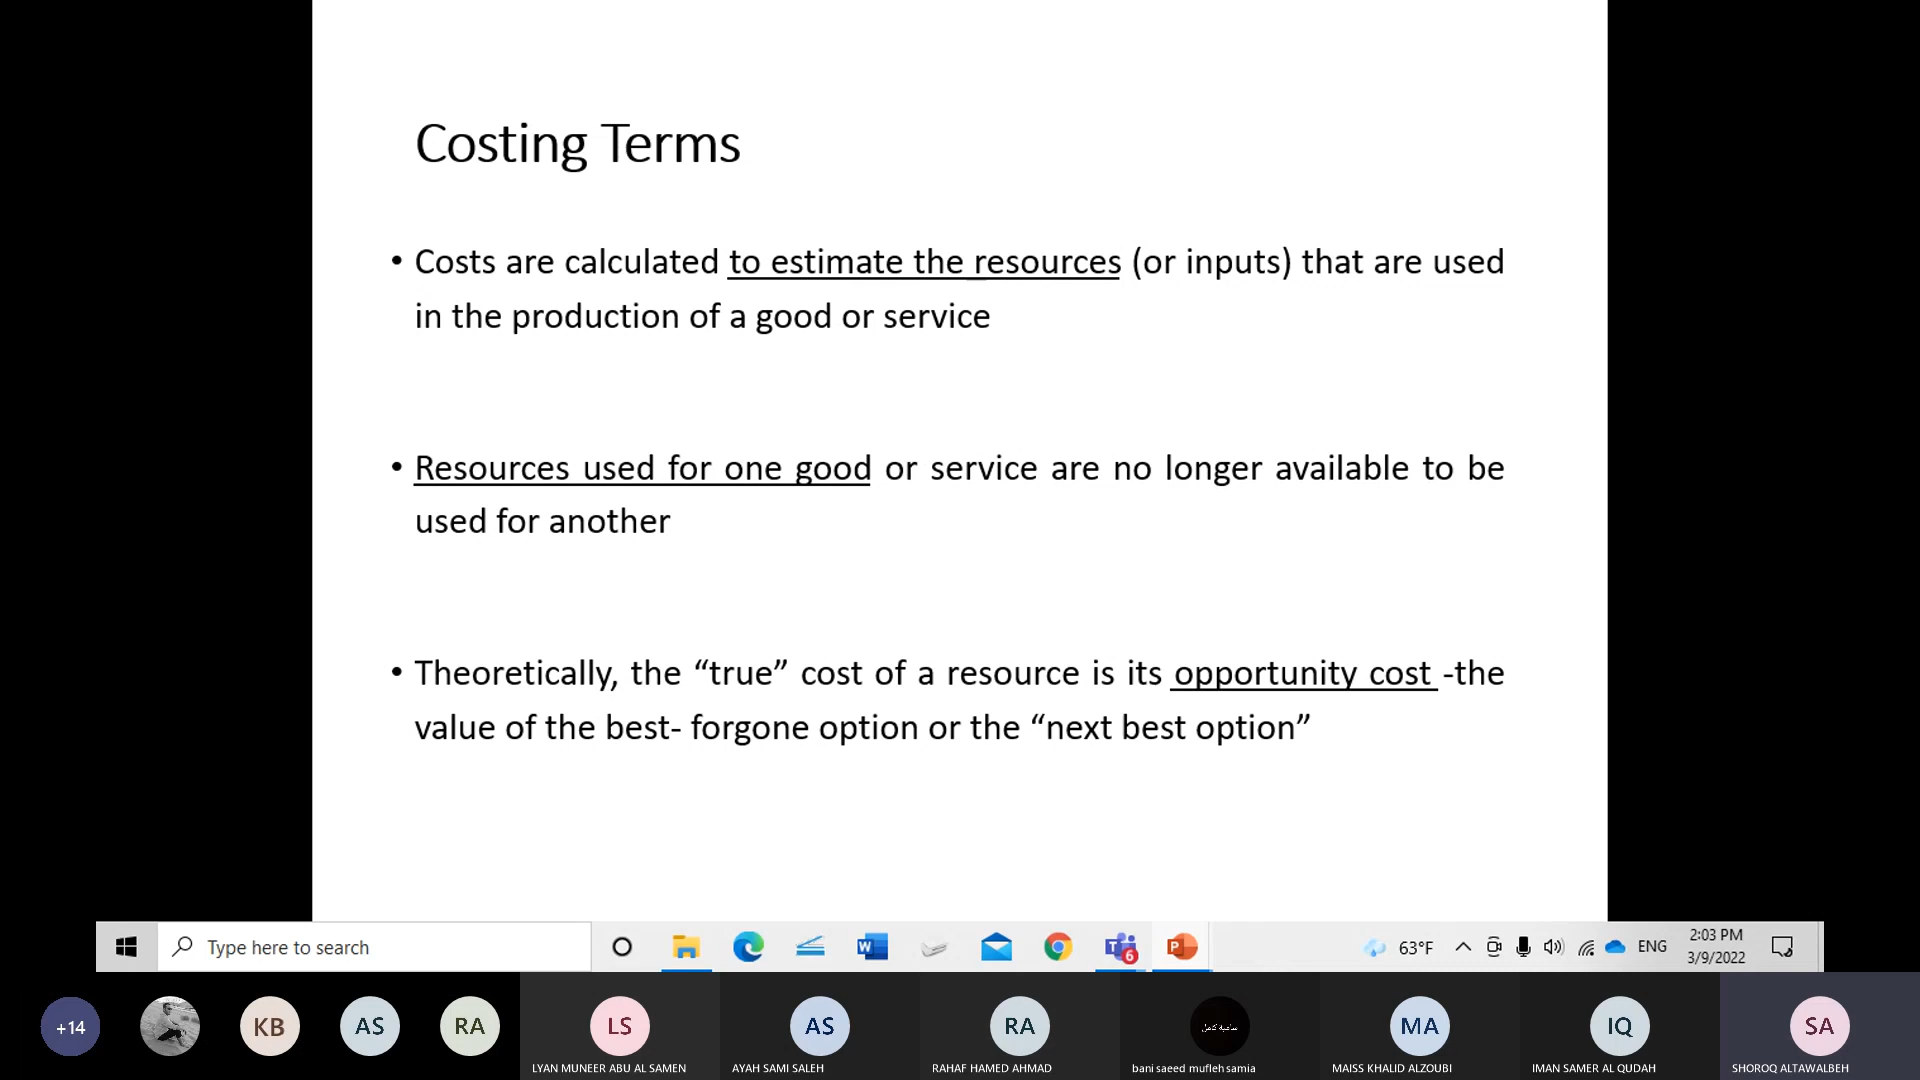 Costing Terms
• Costs are calculated to estimate the resources (or inputs) that are used
in the production of a good or service
• Resources used for one good or service are no longer available to be
used for another
• Theoretically, the “true” cost of a resource is its opportunity cost -the
value of the best- forgone option or the “next best option”
Type here to search
6
63°F
ENG
2:03 PM
3/9/2022
+14
KB
AS
RA
LS
AS
RA
MA
IQ
SA
LYAN MUNEER ABU AL SAMEN
AYAH SAMI SALEH
RAHAF HAMED AHMAD
bani saeed mufleh samia
MAISS KHALID ALZOUBI
IMAN SAMER AL QUDAH
SHOROQ ALTAWALBEH